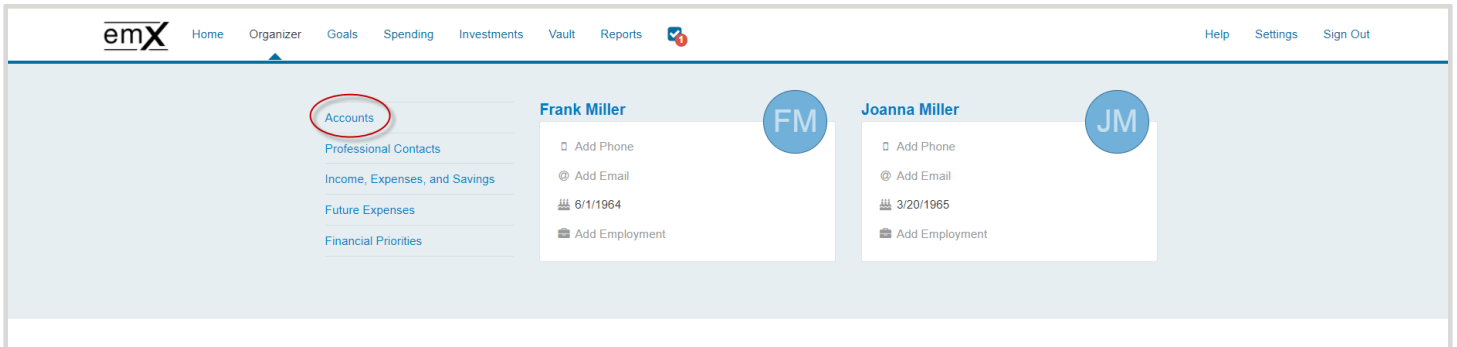 emX Home Organizer Goals Spending Investments Vault Reports 1 Help Settings Sign Out
Accounts
Professional Contacts
Income, Expenses, and Savings
Future Expenses
Financial Priorities
Frank Miller
FM
Add Phone
@ Add Email
6/1/1964
Add Employment
Joanna Miller
JM
Add Phone
@ Add Email
3/20/1965
Add Employment